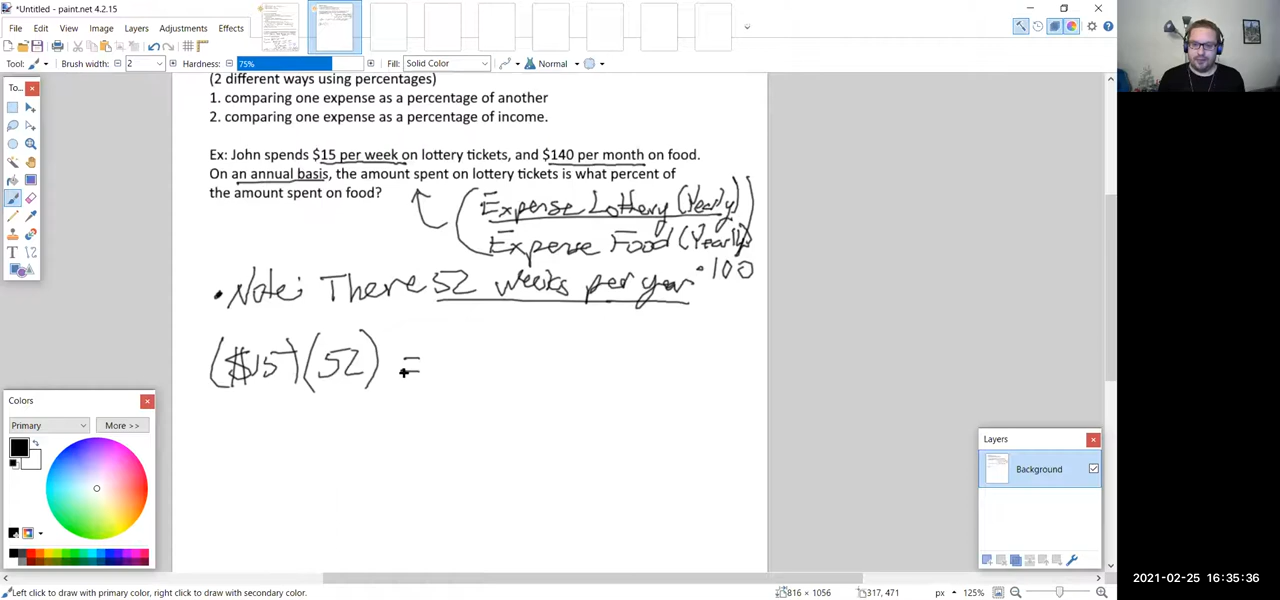 *Untitled - paint.net 4.2.15
File Edit View Image Layers Adjustments Effects
Tool: Brush width: 2 Hardness: 75% Fill: Solid Color Normal
To...
(2 different ways using percentages)
1. comparing one expense as a percentage of another
2. comparing one expense as a percentage of income.
Ex: John spends $15 per week on lottery tickets, and $140 per month on food.
On an annual basis, the amount spent on lottery tickets is what percent of
the amount spent on food?
(Expense Lottery (Yearly))
Expense Food (Yearly)
• 100
• Note: There 52 weeks per year
($15)(52) =
Colors
Primary More >>
Layers
Background
2021-02-25 16:35:36
Left click to draw with primary color, right click to draw with secondary color. 816 x 1056 317, 471 px 125%